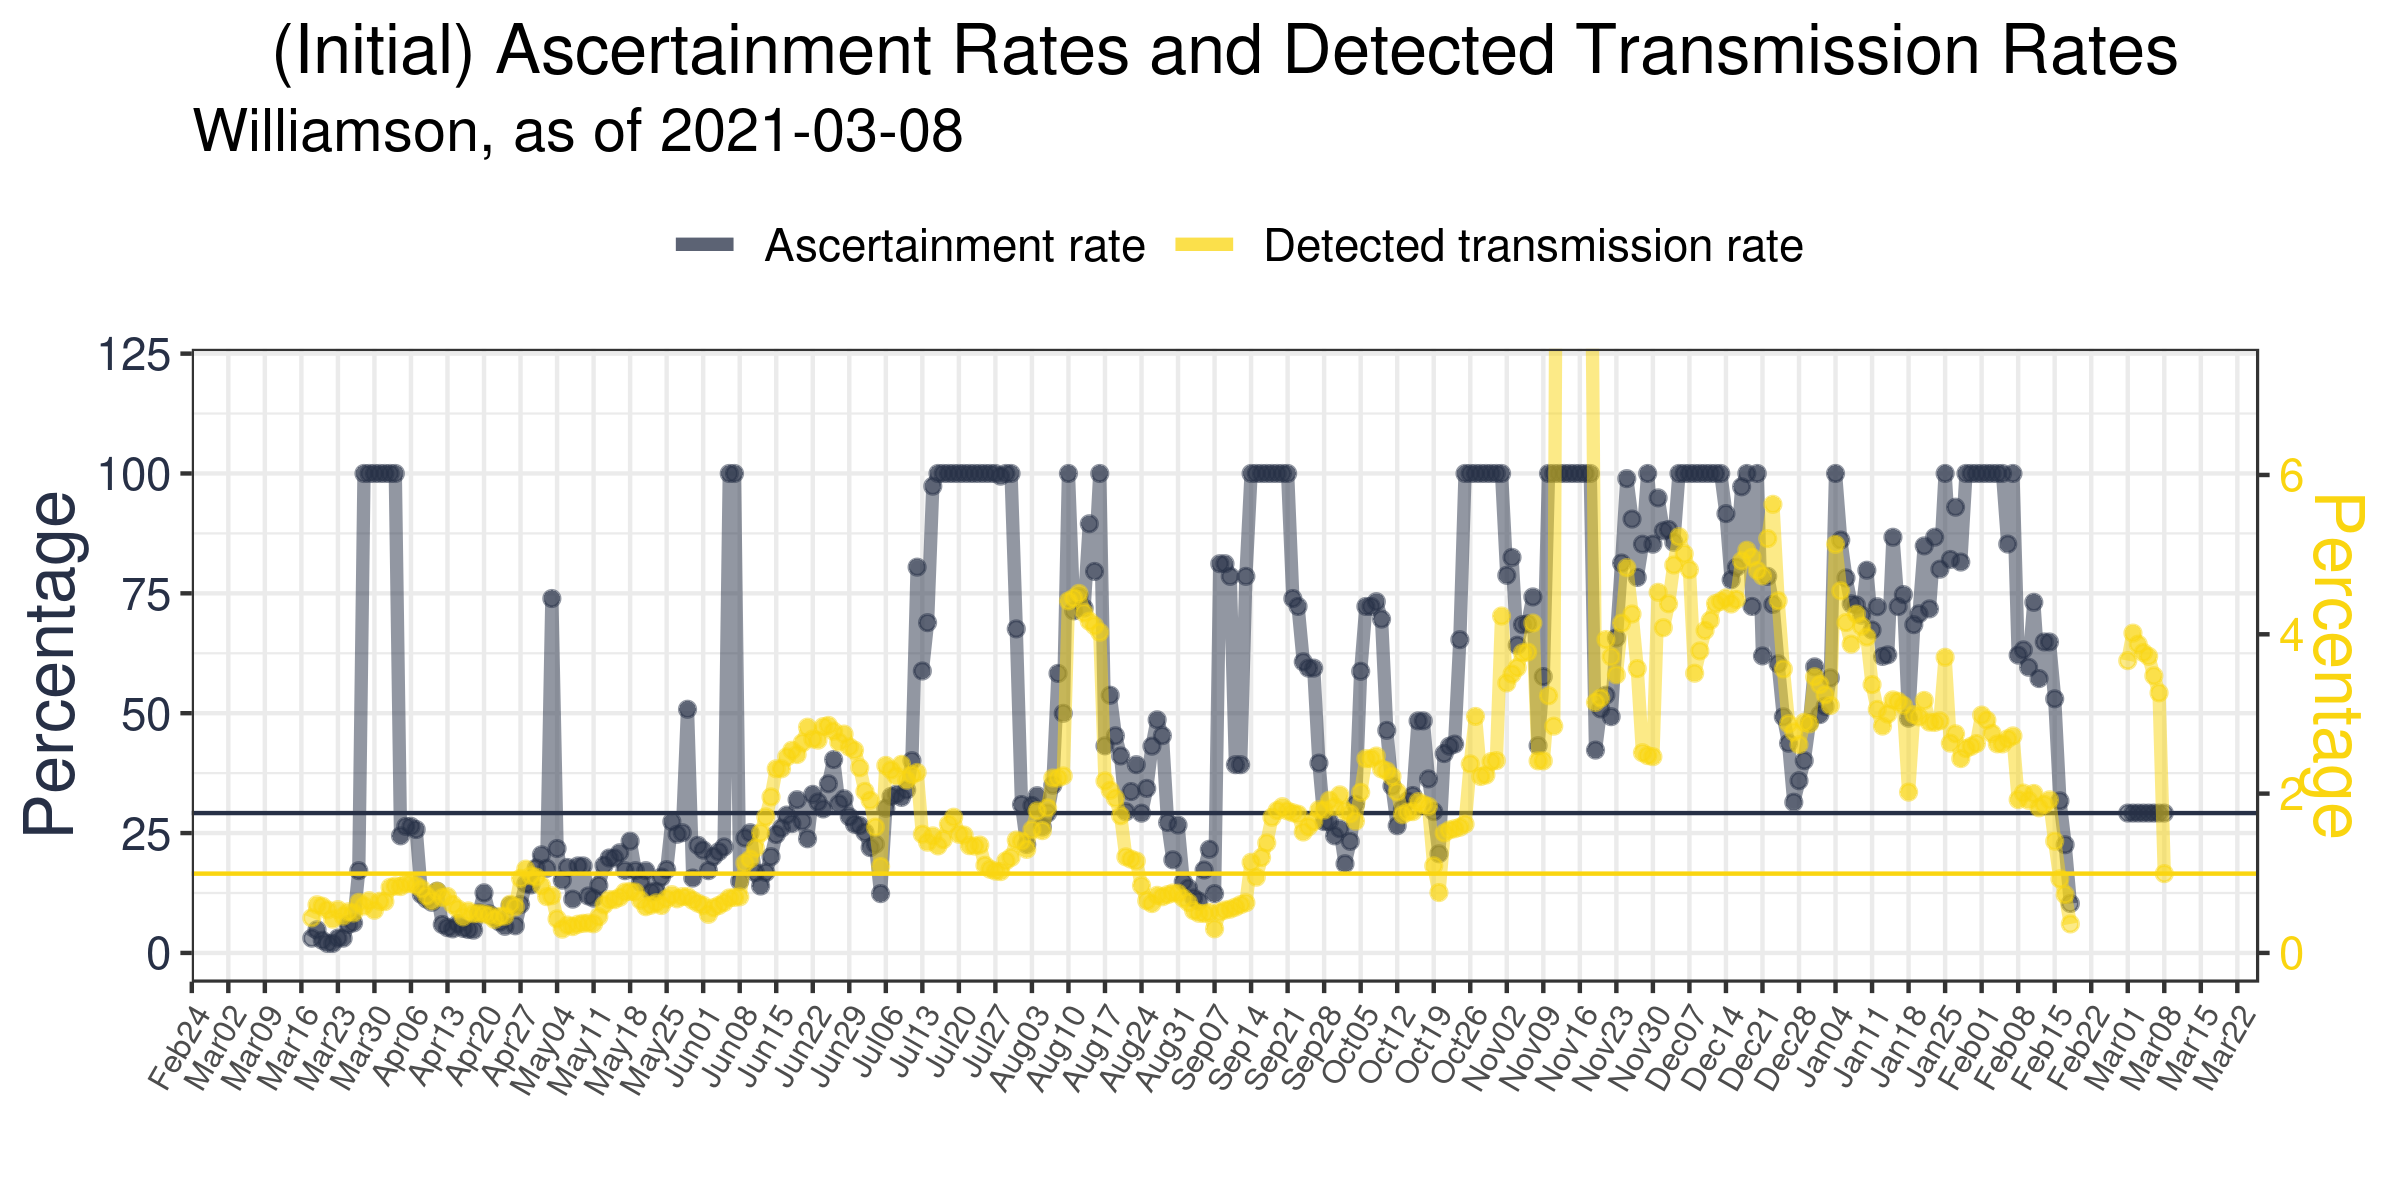 (Initial) Ascertainment Rates and Detected Transmission Rates
Williamson, as of 2021-03-08
Ascertainment rate
Detected transmission rate
Percentage
125
100
75
50
25
0
6
4
2
0
Percentage
Feb24
Mar02
Mar09
Mar16
Mar23
Mar30
Apr06
Apr13
Apr20
Apr27
May04
May11
May18
May25
Jun01
Jun08
Jun15
Jun22
Jun29
Jul06
Jul13
Jul20
Jul27
Aug03
Aug10
Aug17
Aug24
Aug31
Sep07
Sep14
Sep21
Sep28
Oct05
Oct12
Oct19
Oct26
Nov02
Nov09
Nov16
Nov23
Nov30
Dec07
Dec14
Dec21
Dec28
Jan04
Jan11
Jan18
Jan25
Feb01
Feb08
Feb15
Feb22
Mar01
Mar08
Mar15
Mar22